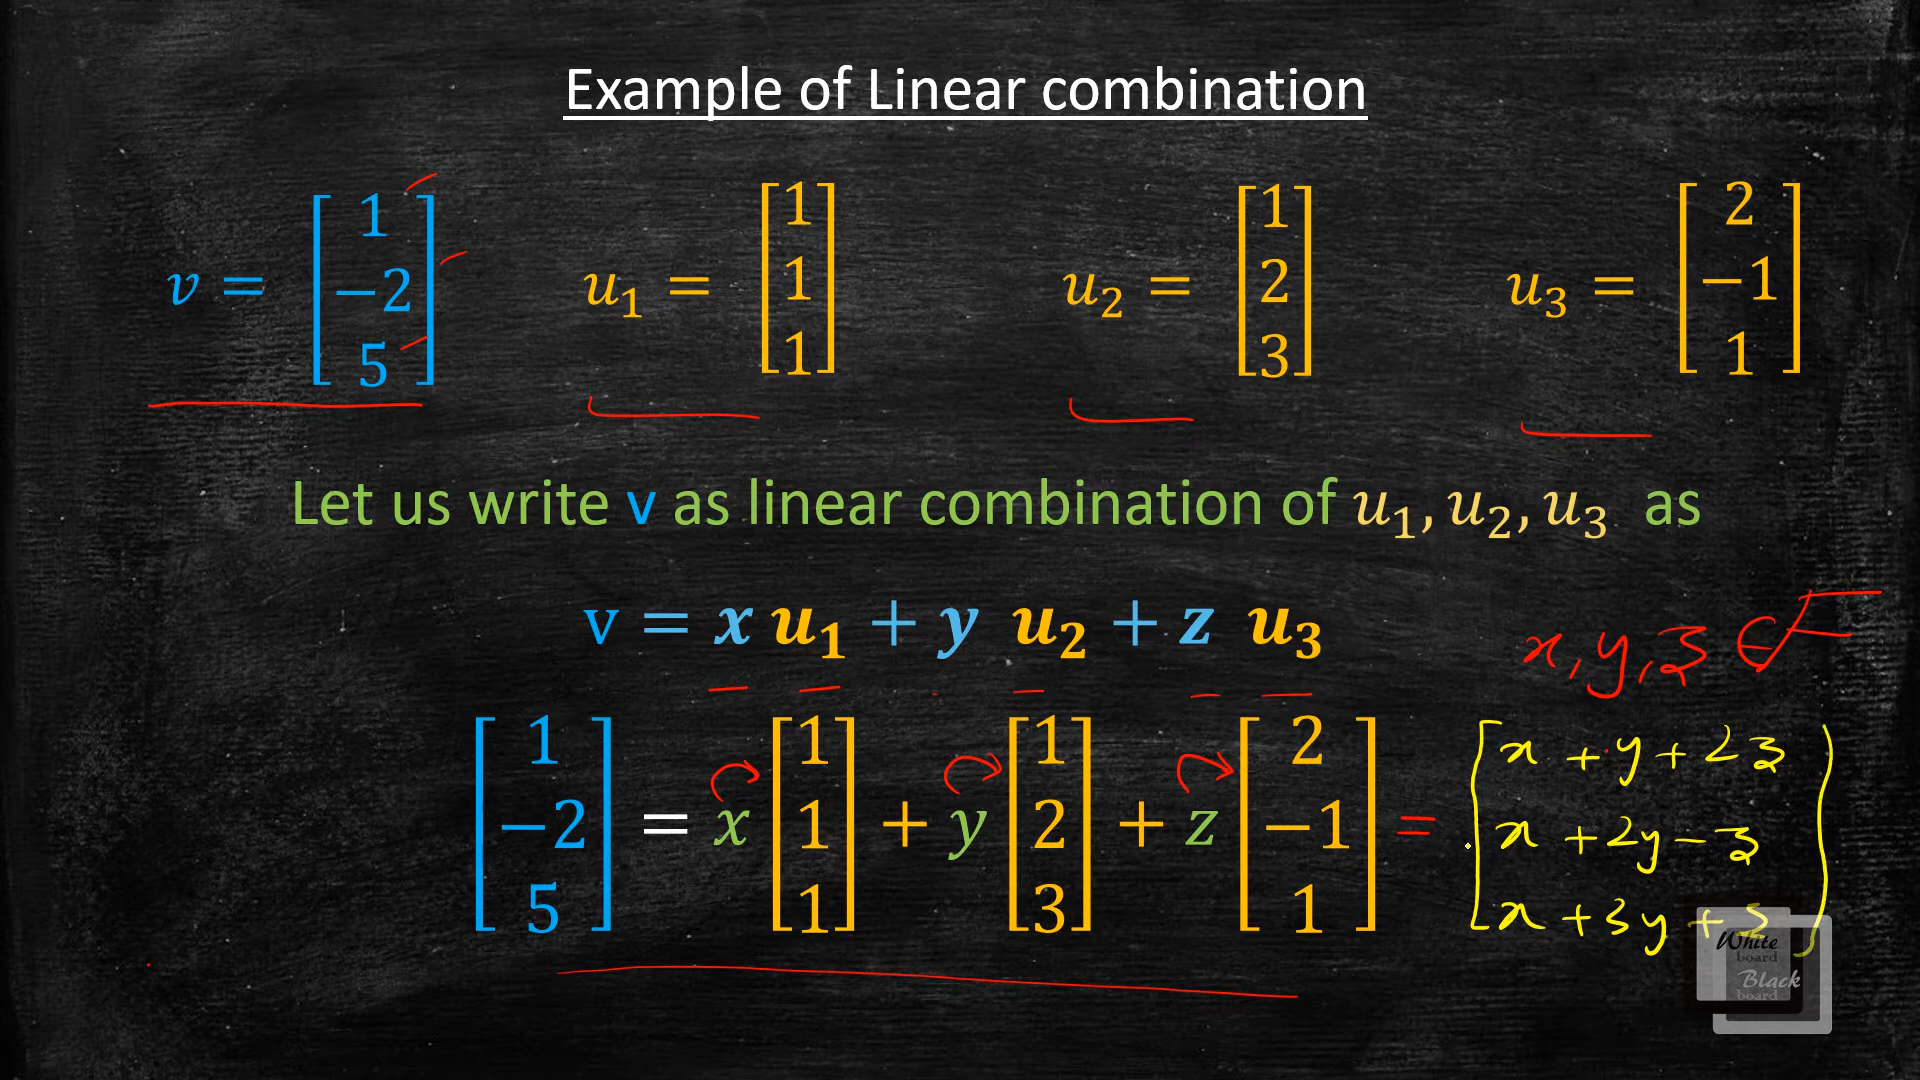 Example of Linear combination
v = [1 −2 5] u₁ = [1 1 1] u₂ = [1 2 3] u₃ = [2 −1 1]
Let us write v as linear combination of u₁, u₂, u₃ as
v = x u₁ + y u₂ + z u₃
x, y, z ∈ F
[1 −2 5] = x [1 1 1] + y [1 2 3] + z [2 −1 1] = [x + y + 2z x + 2y − z x + 3y + z]
White
board
Black
board